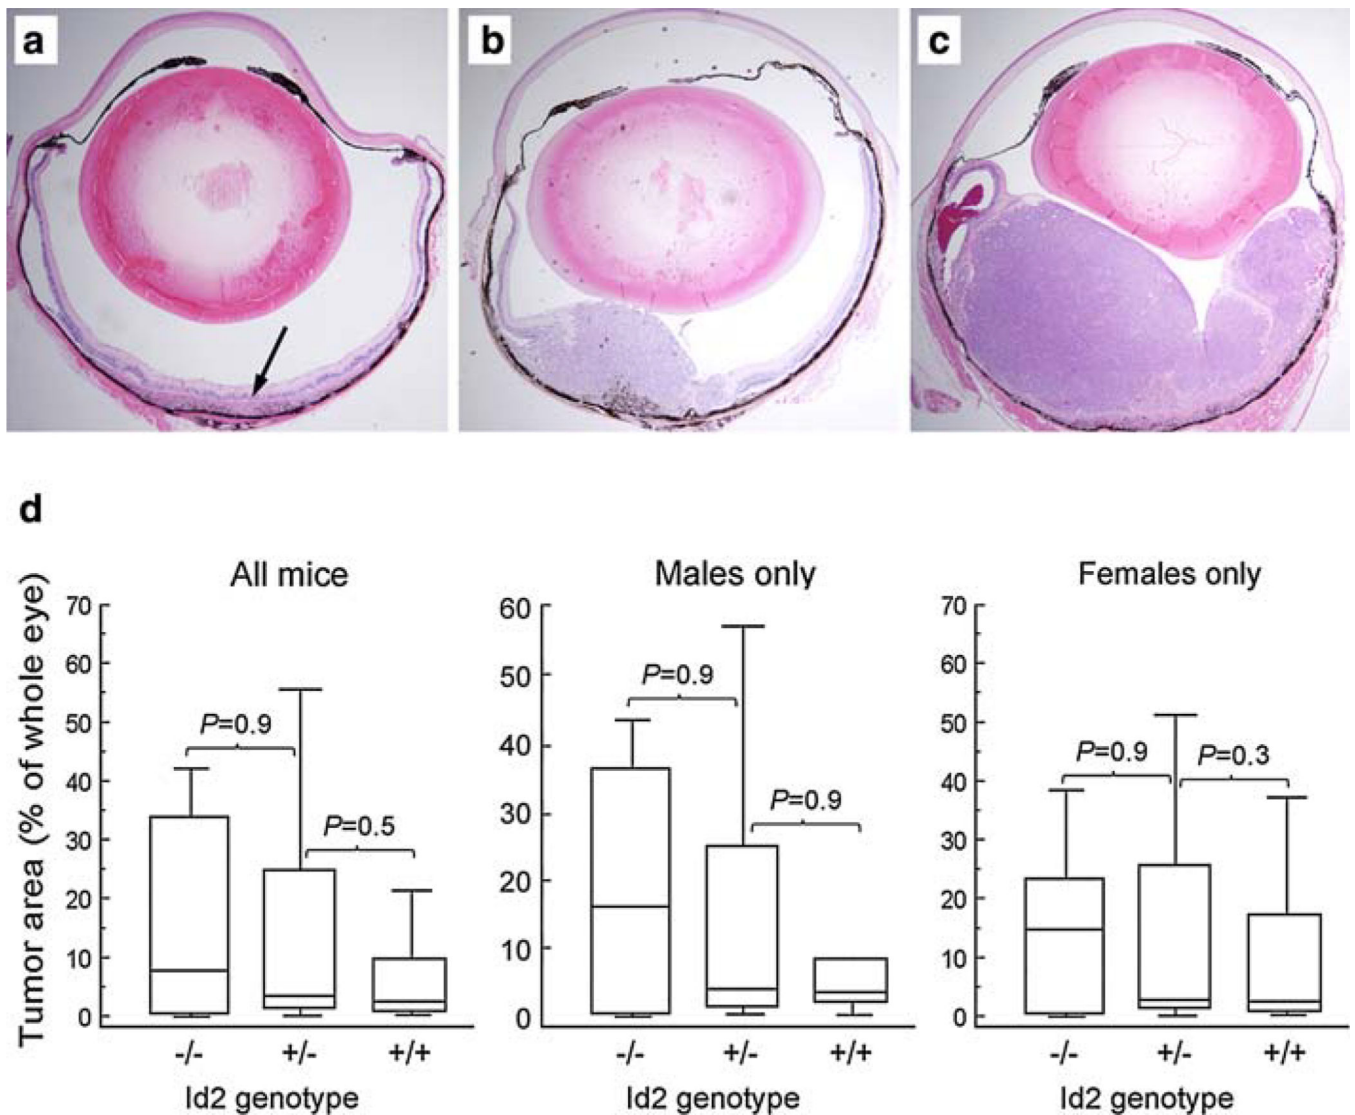 a
b
c
d
All mice
Males only
Females only
Tumor area (% of whole eye)
70
60
50
40
30
20
10
0
P=0.9
P=0.5
-/-
+/-
+/+
Id2 genotype
60
50
40
30
20
10
0
P=0.9
P=0.9
-/-
+/-
+/+
Id2 genotype
70
60
50
40
30
20
10
0
P=0.9
P=0.3
-/-
+/-
+/+
Id2 genotype